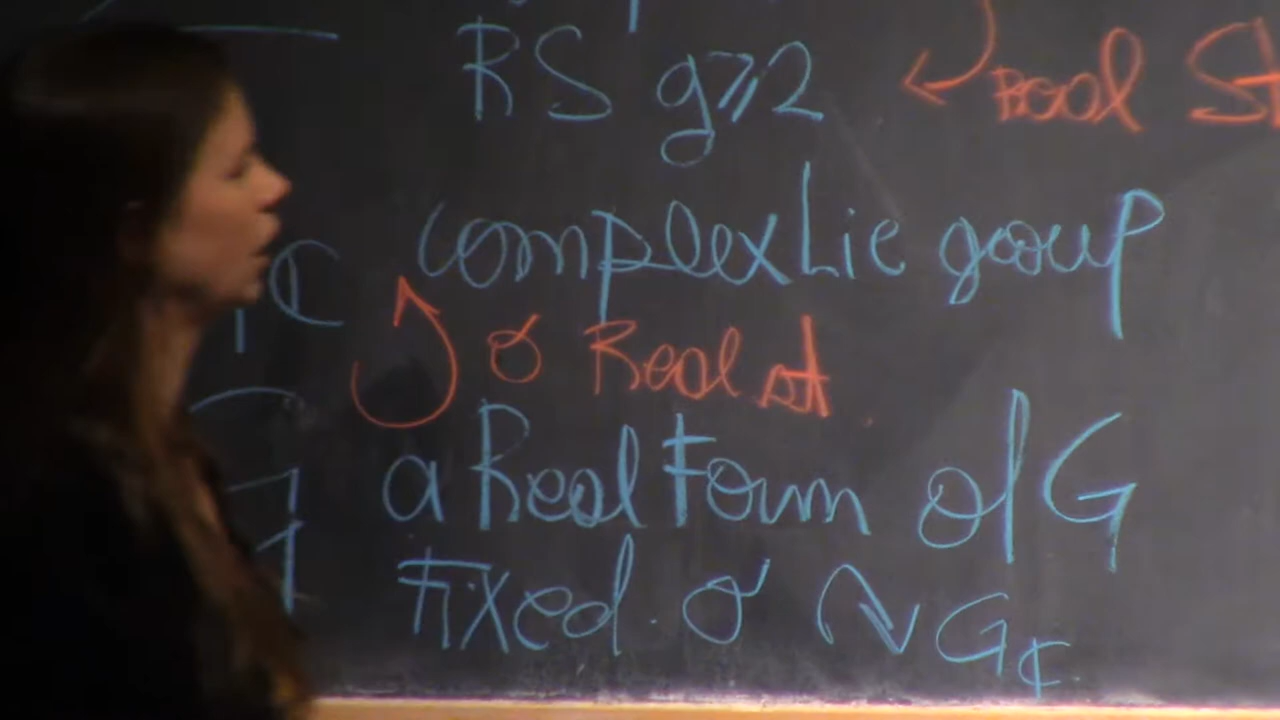 RS g⩾2
Real St
ℂ complex Lie group
σ Real st.
a Real Form of G
Fixed. σ ↷ G_ℂ